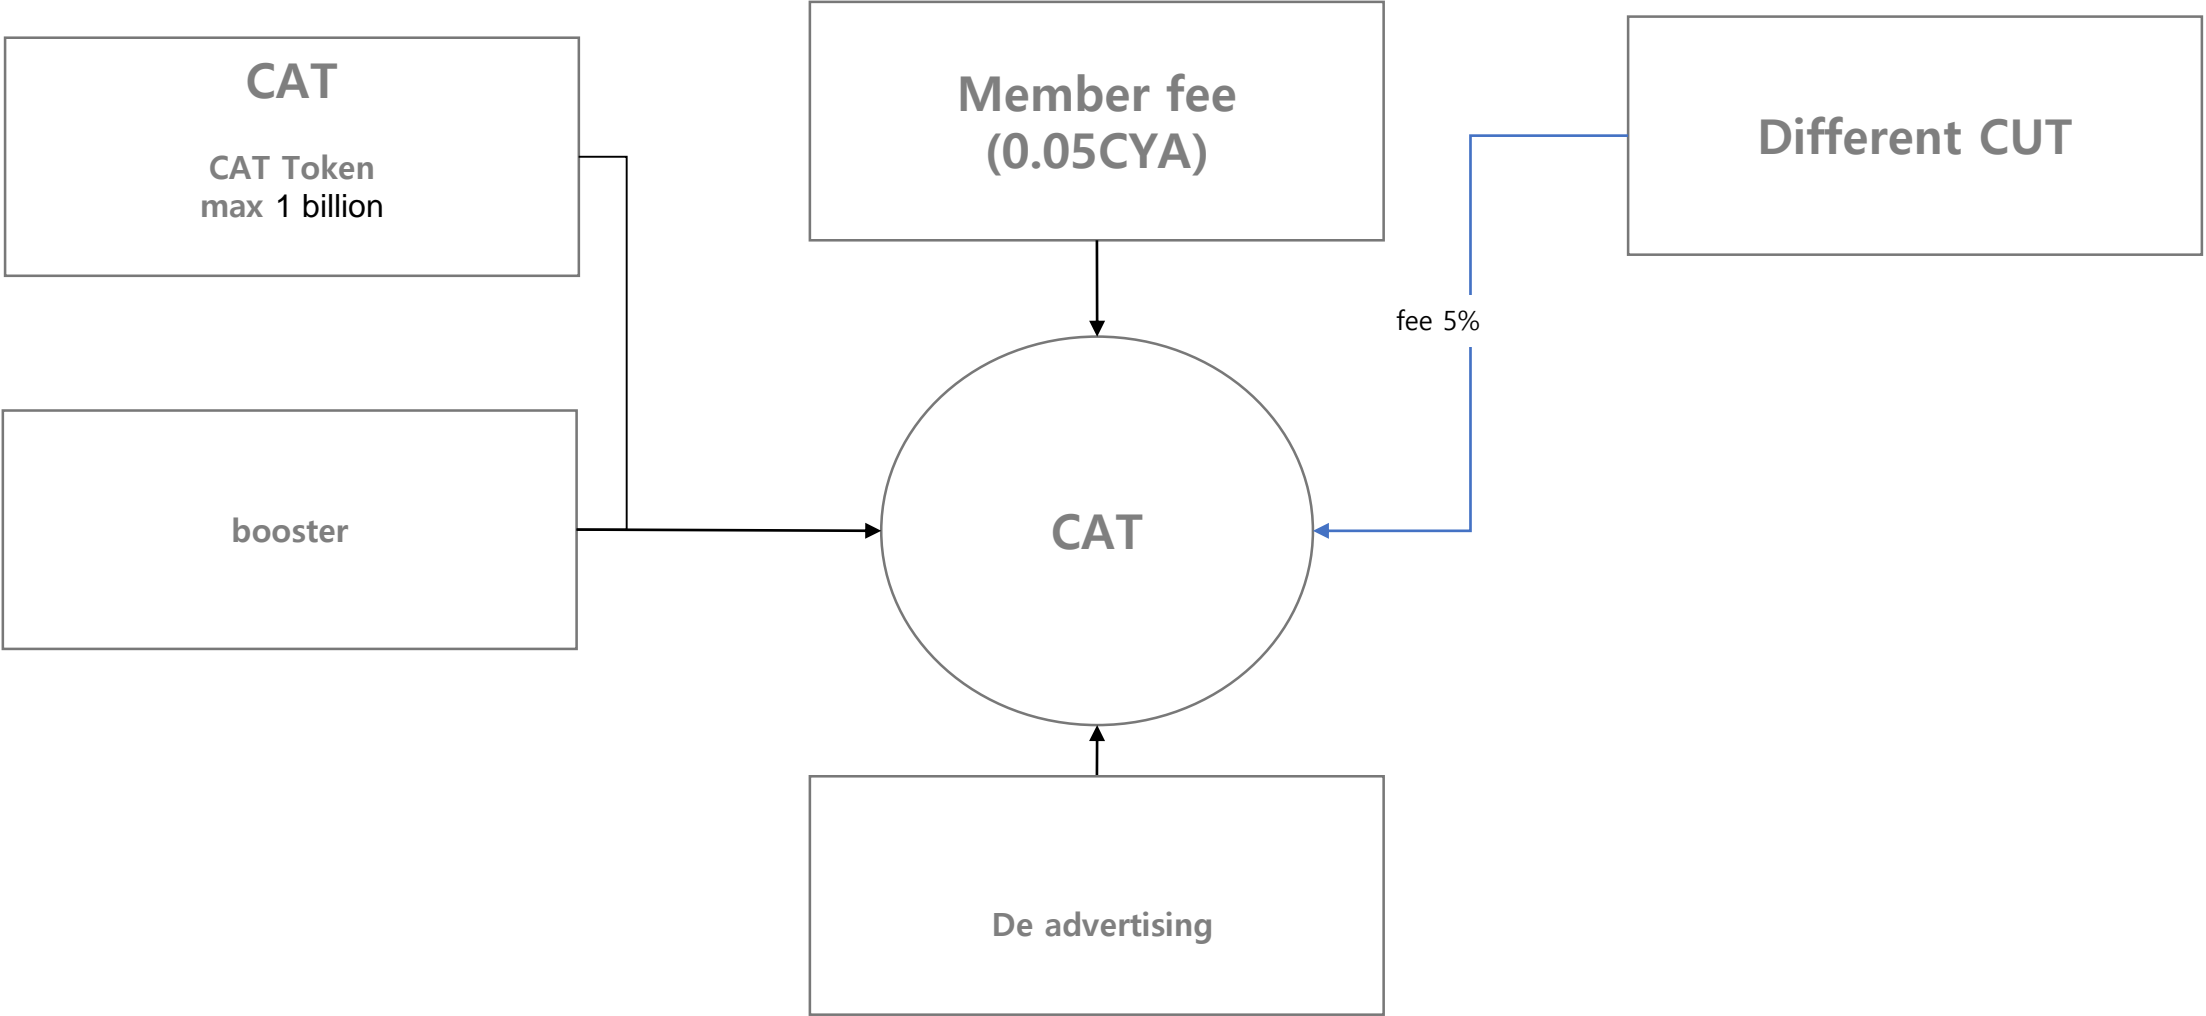 CAT
CAT Token
max 1 billion
Member fee
(0.05CYA)
Different CUT
fee 5%
booster
CAT
De advertising